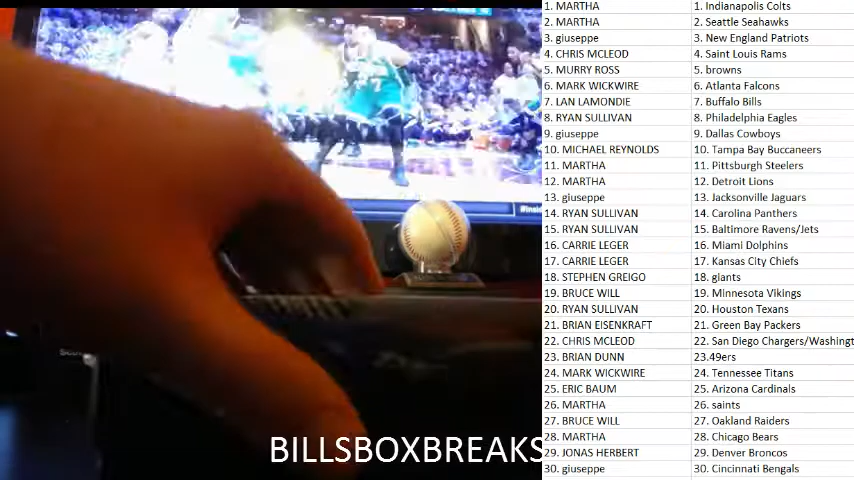 1. MARTHA 1. Indianapolis Colts
2. MARTHA 2. Seattle Seahawks
3. giuseppe 3. New England Patriots
4. CHRIS MCLEOD 4. Saint Louis Rams
5. MURRY ROSS 5. browns
6. MARK WICKWIRE 6. Atlanta Falcons
7. LAN LAMONDIE 7. Buffalo Bills
8. RYAN SULLIVAN 8. Philadelphia Eagles
9. giuseppe 9. Dallas Cowboys
10. MICHAEL REYNOLDS 10. Tampa Bay Buccaneers
11. MARTHA 11. Pittsburgh Steelers
12. MARTHA 12. Detroit Lions
13. giuseppe 13. Jacksonville Jaguars
14. RYAN SULLIVAN 14. Carolina Panthers
15. RYAN SULLIVAN 15. Baltimore Ravens/Jets
16. CARRIE LEGER 16. Miami Dolphins
17. CARRIE LEGER 17. Kansas City Chiefs
18. STEPHEN GREIGO 18. giants
19. BRUCE WILL 19. Minnesota Vikings
20. RYAN SULLIVAN 20. Houston Texans
21. BRIAN EISENKRAFT 21. Green Bay Packers
22. CHRIS MCLEOD 22. San Diego Chargers/Washingt
23. BRIAN DUNN 23.49ers
24. MARK WICKWIRE 24. Tennessee Titans
25. ERIC BAUM 25. Arizona Cardinals
26. MARTHA 26. saints
27. BRUCE WILL 27. Oakland Raiders
28. MARTHA 28. Chicago Bears
29. JONAS HERBERT 29. Denver Broncos
30. giuseppe 30. Cincinnati Bengals
BILLSBOXBREAKS